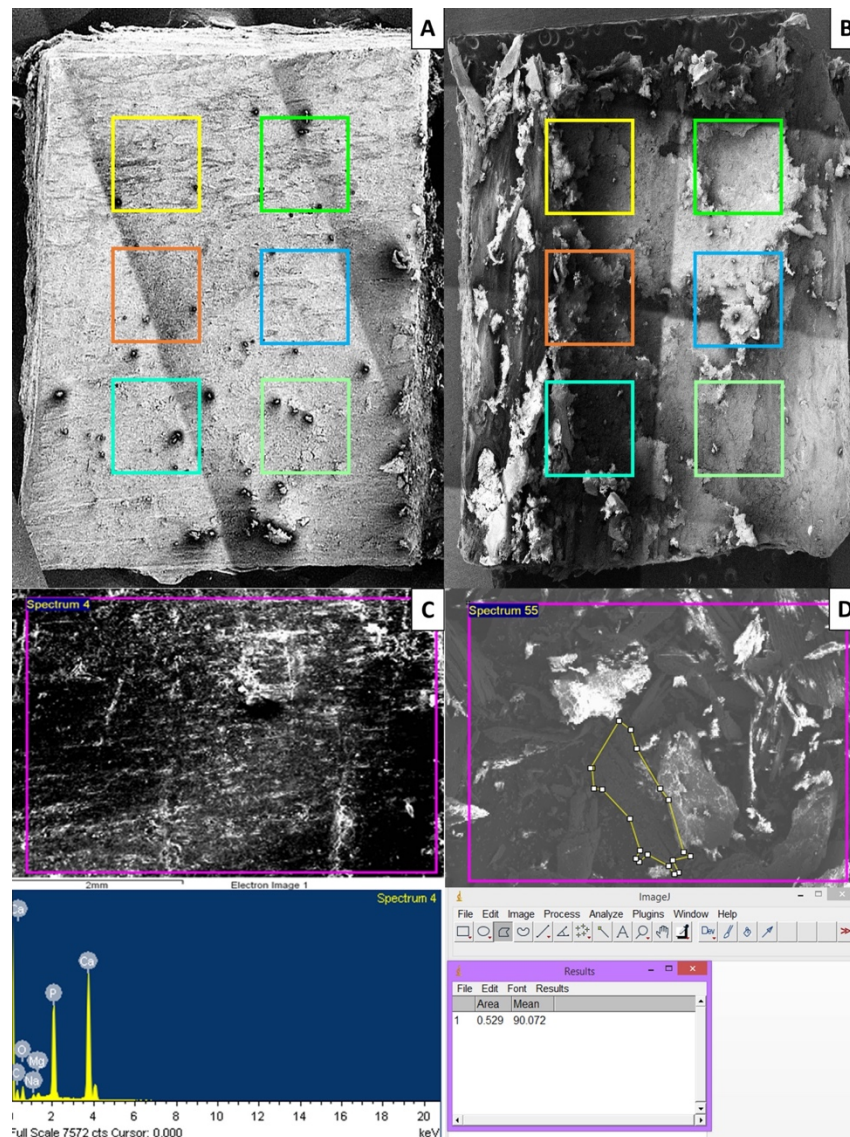 A
B
Spectrum 4
C
Spectrum 55
D
2mm
Electron Image 1
Spectrum 4
Ca
P
Ca
O
Mg
C
Na
0 2 4 6 8 10 12 14 16 18 20
Full Scale 7572 cts Cursor: 0.000
keV
ImageJ
File Edit Image Process Analyze Plugins Window Help
Dev
Results
File Edit Font Results
Area Mean
1 0.529 90.072